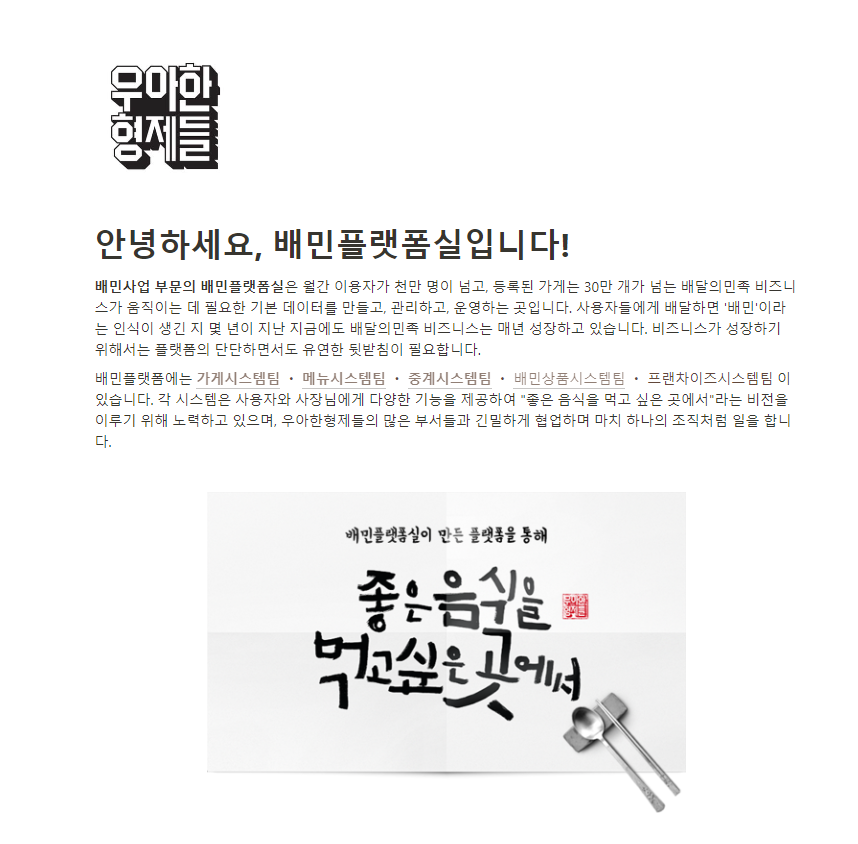 우아한
형제들
안녕하세요, 배민플랫폼실입니다!
배민사업 부문의 배민플랫폼실은 월간 이용자가 천만 명이 넘고, 등록된 가게는 30만 개가 넘는 배달의민족 비즈니
스가 움직이는 데 필요한 기본 데이터를 만들고, 관리하고, 운영하는 곳입니다. 사용자들에게 배달하면 '배민'이라
는 인식이 생긴 지 몇 년이 지난 지금에도 배달의민족 비즈니스는 매년 성장하고 있습니다. 비즈니스가 성장하기
위해서는 플랫폼의 단단하면서도 유연한 뒷받침이 필요합니다.
배민플랫폼에는 가게시스템팀 · 메뉴시스템팀 · 중계시스템팀 · 배민상품시스템팀 · 프랜차이즈시스템팀 이
있습니다. 각 시스템은 사용자와 사장님에게 다양한 기능을 제공하여 "좋은 음식을 먹고 싶은 곳에서"라는 비전을
이루기 위해 노력하고 있으며, 우아한형제들의 많은 부서들과 긴밀하게 협업하며 마치 하나의 조직처럼 일을 합니
다.
배민플랫폼실이 만든 플랫폼을 통해
좋은 음식을
우아한
형제들
먹고 싶은 곳에서